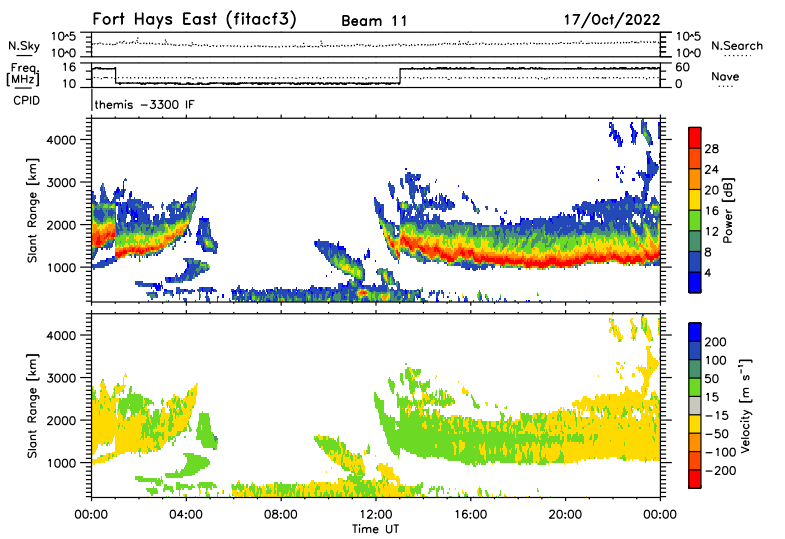 Fort Hays East (fitacf3) Beam 11 17/Oct/2022
N.Sky 10^5 10^0 10^5 10^0 N.Search
Freq. [MHz] 16 10 60 0 Nave
CPID themis -3300 IF
4000
3000
2000
1000
Slant Range [km]
28
24
20
16
12
8
4
Power [dB]
4000
3000
2000
1000
Slant Range [km]
200
100
50
15
-15
-50
-100
-200
Velocity [m s^-1]
00:00 04:00 08:00 12:00 16:00 20:00 00:00
Time UT